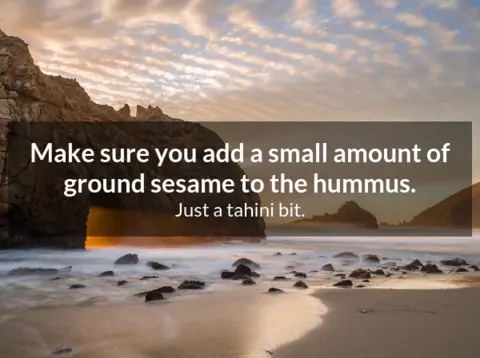 Make sure you add a small amount of
ground sesame to the hummus.
Just a tahini bit.